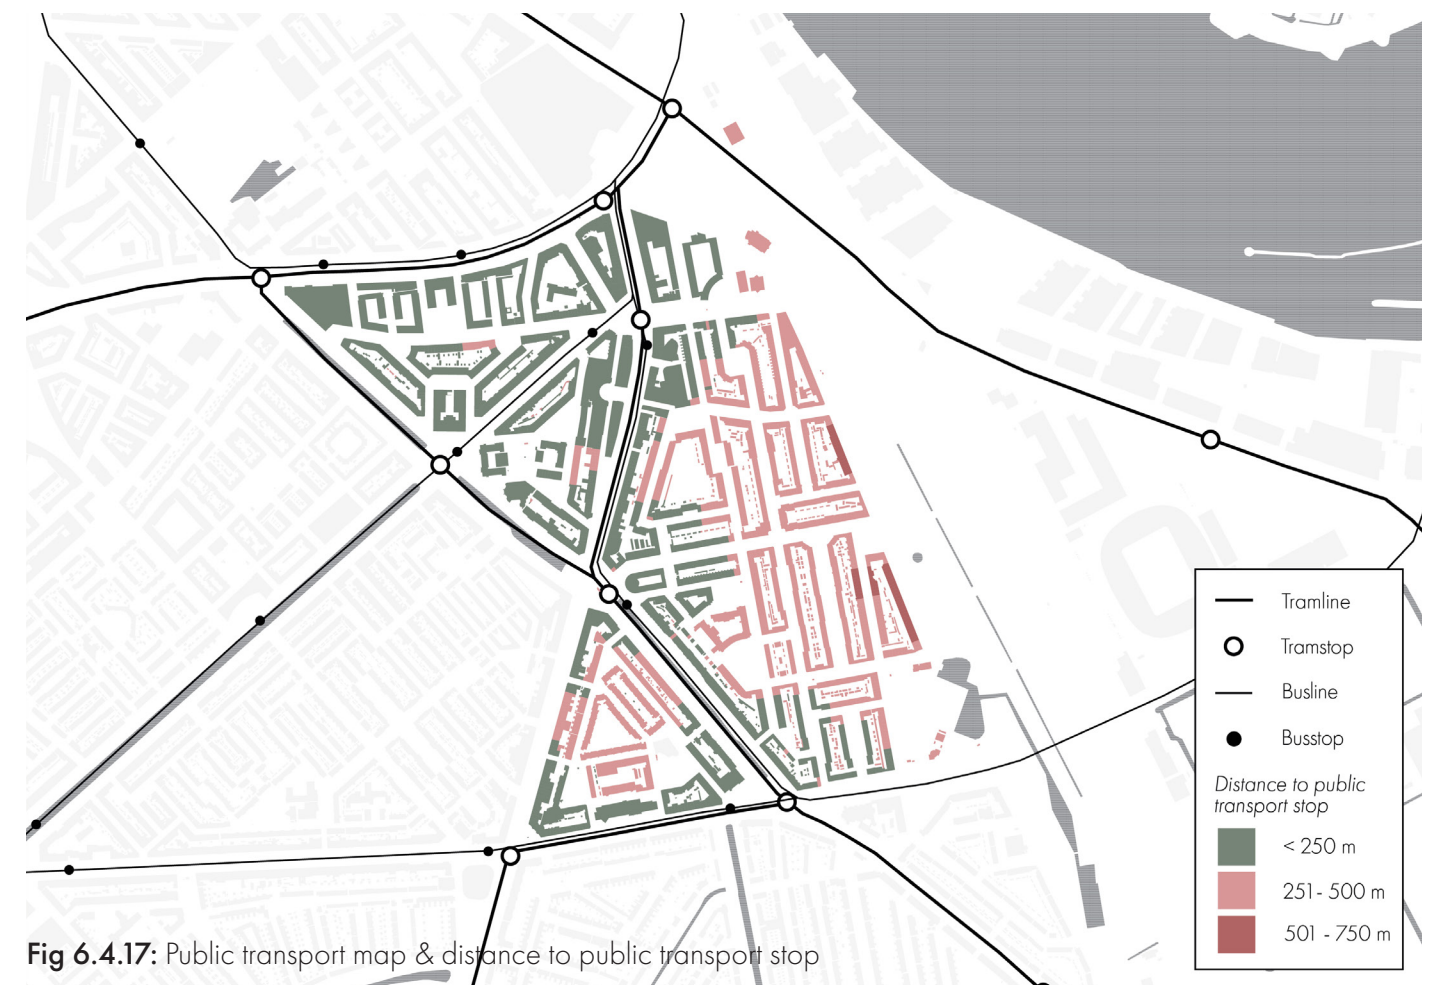 Tramline
Tramstop
Busline
Busstop
Distance to public
transport stop
< 250 m
251 - 500 m
501 - 750 m
Fig 6.4.17: Public transport map & distance to public transport stop